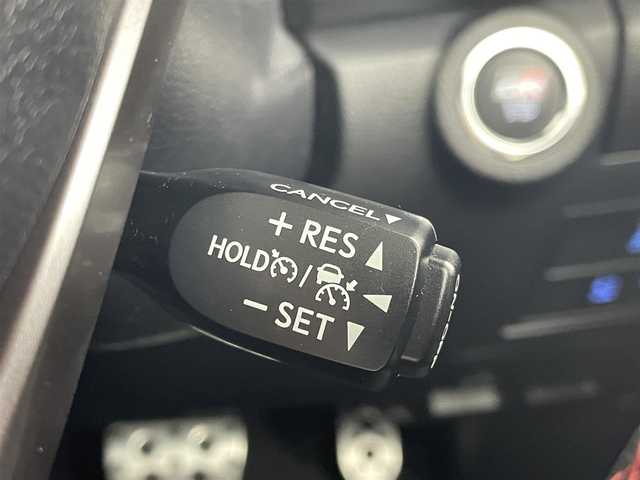 CANCEL▼
+ RES ▲
HOLD / ◀
− SET ▼